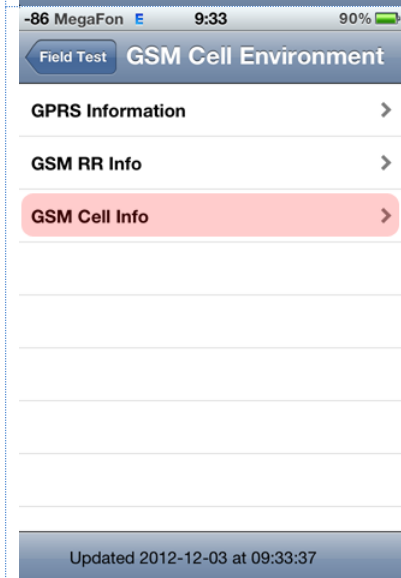 -86 MegaFon E 9:33 90%
Field Test GSM Cell Environment
GPRS Information
GSM RR Info
GSM Cell Info
Updated 2012-12-03 at 09:33:37